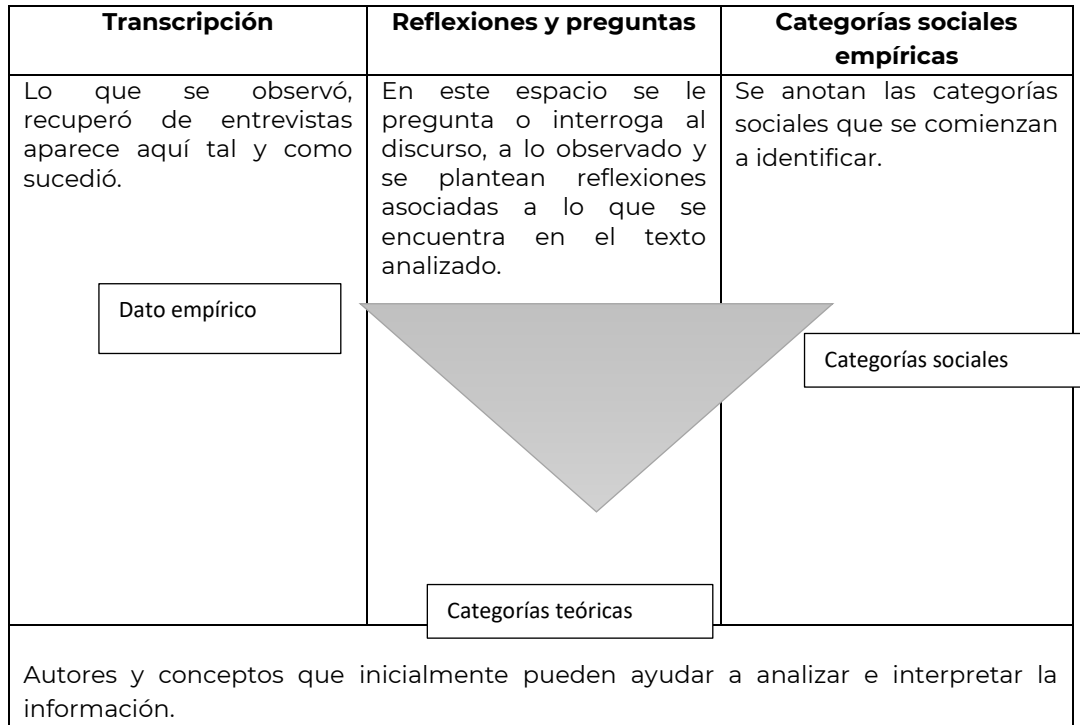 Transcripción
Reflexiones y preguntas
Categorías sociales
empíricas
Lo que se observó,
recuperó de entrevistas
aparece aquí tal y como
sucedió.
En este espacio se le
pregunta o interroga al
discurso, a lo observado y
se plantean reflexiones
asociadas a lo que se
encuentra en el texto
analizado.
Se anotan las categorías
sociales que se comienzan
a identificar.
Dato empírico
Categorías sociales
Categorías teóricas
Autores y conceptos que inicialmente pueden ayudar a analizar e interpretar la
información.